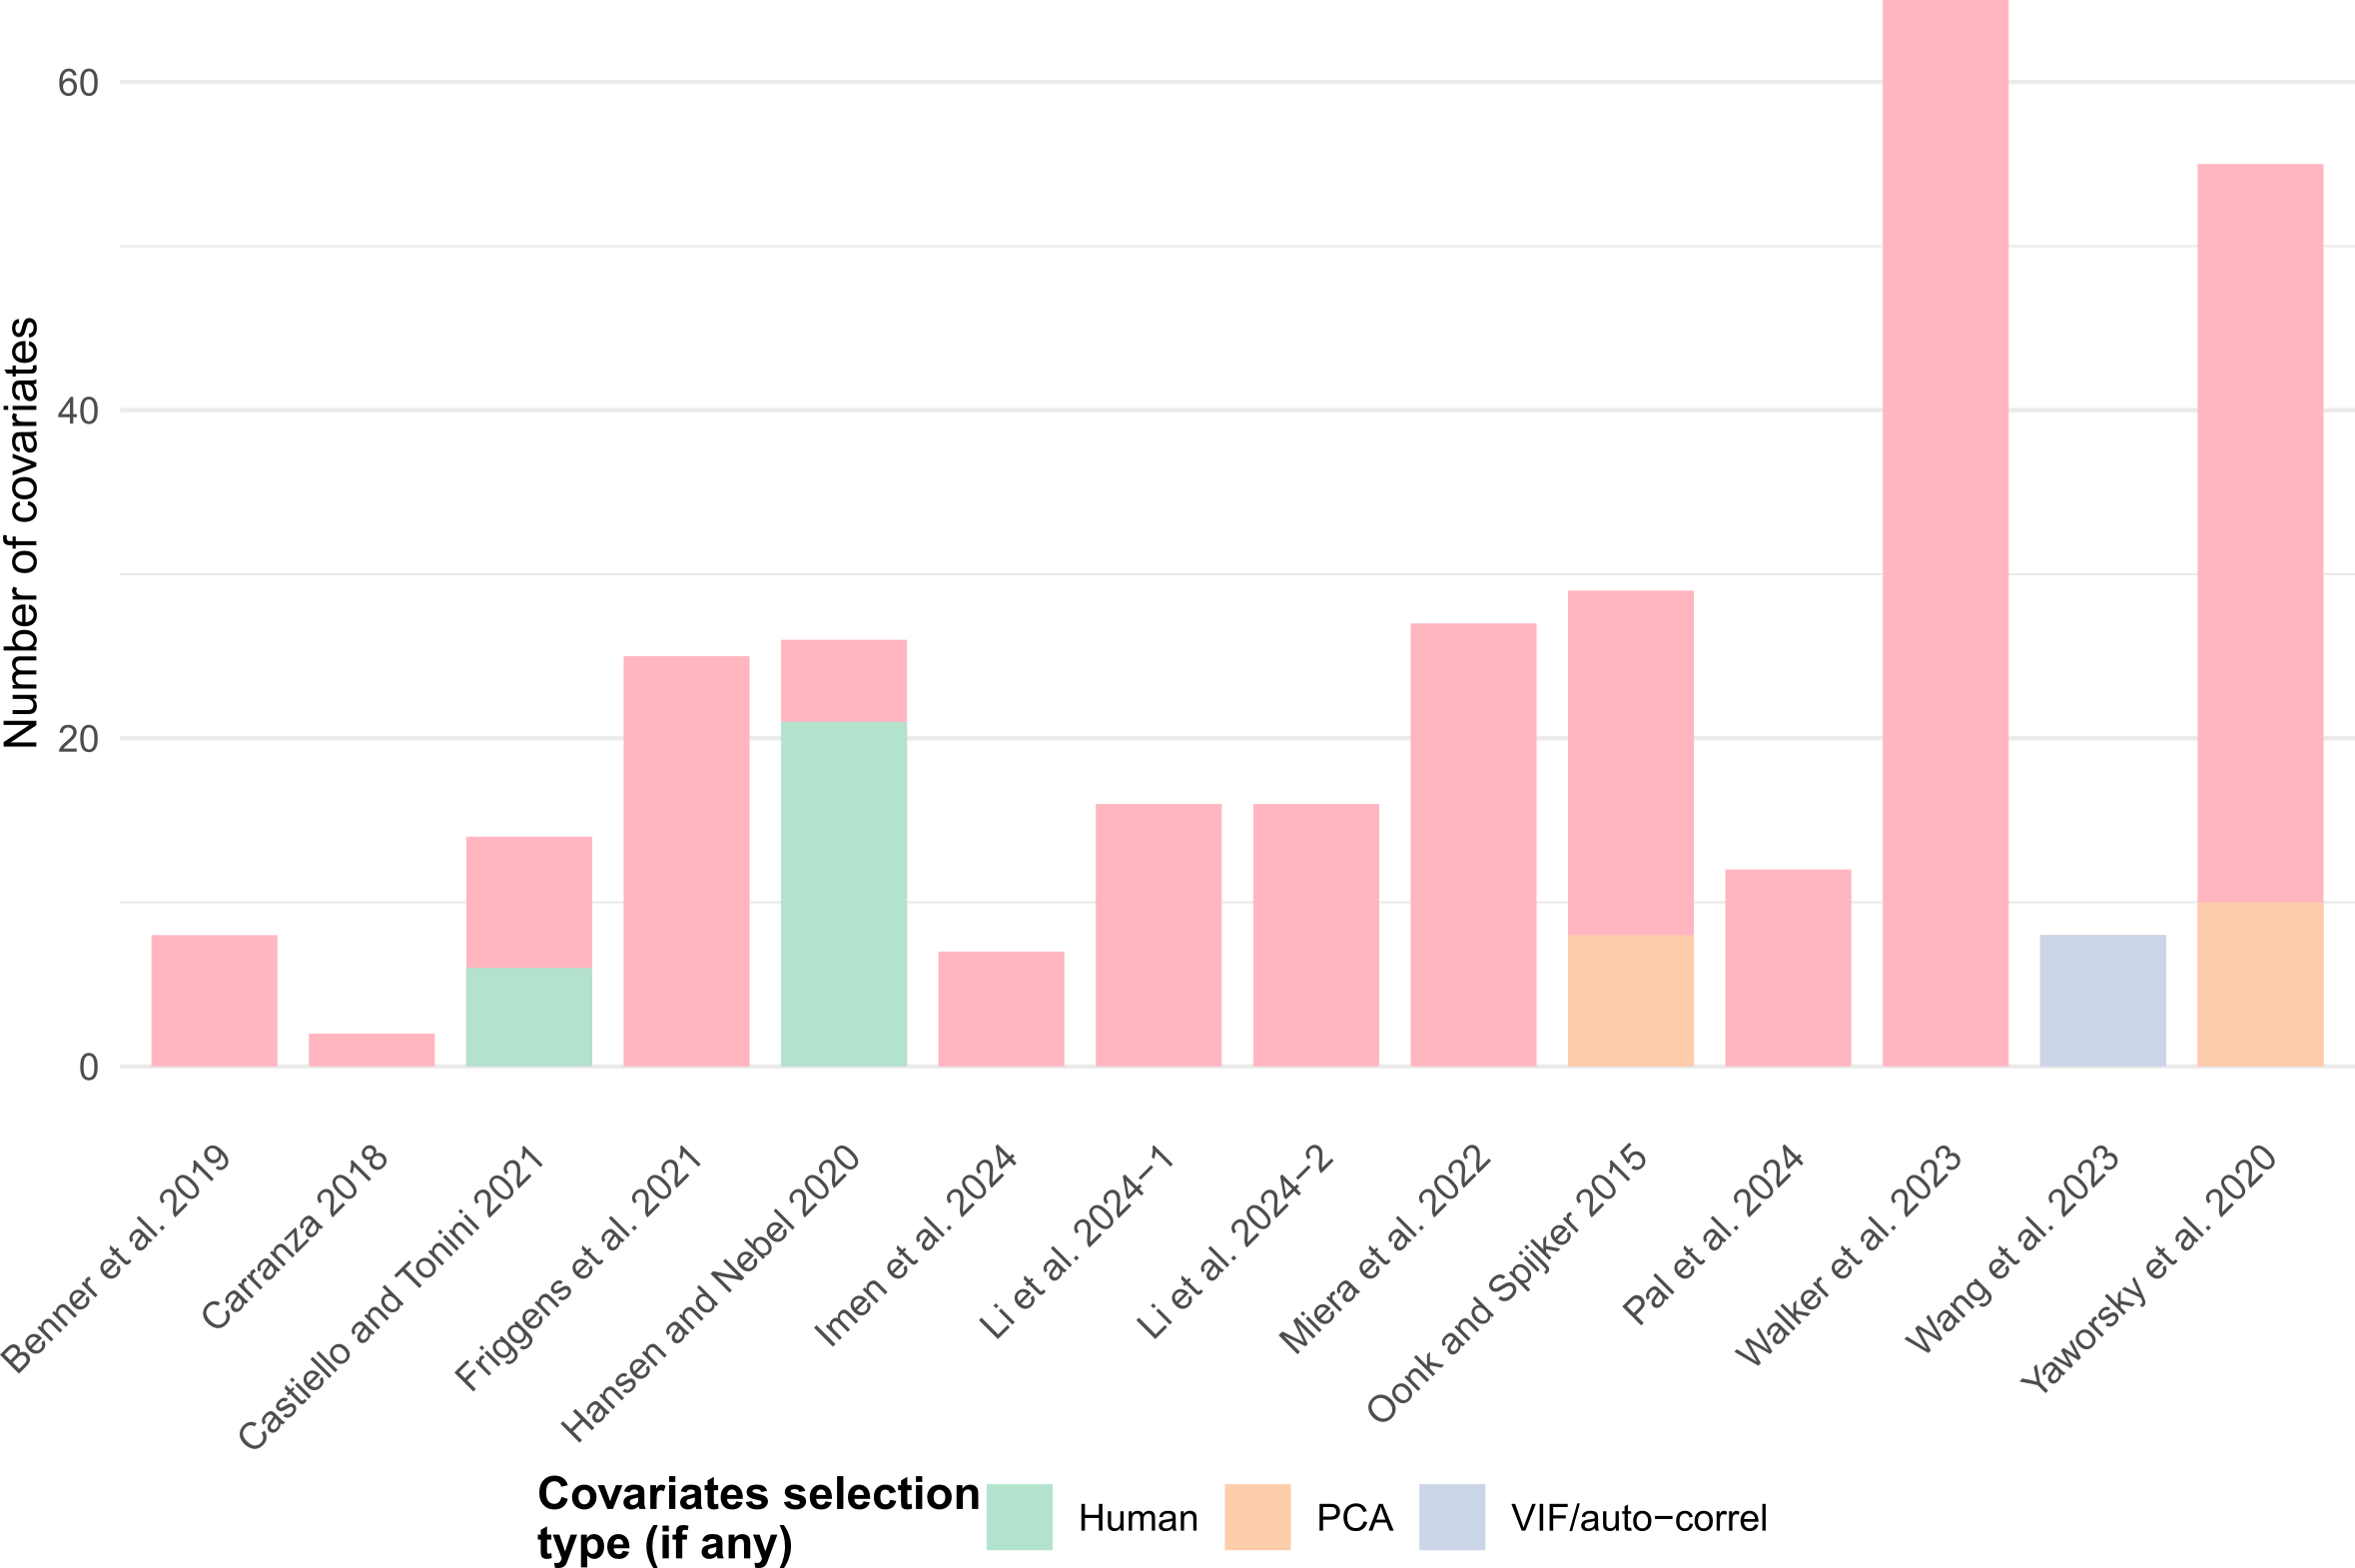 60
40
20
0
Number of covariates
Benner et al. 2019
Carranza 2018
Castiello and Tonini 2021
Friggens et al. 2021
Hansen and Nebel 2020
Imen et al. 2024
Li et al. 2024−1
Li et al. 2024−2
Miera et al. 2022
Oonk and Spijker 2015
Pal et al. 2024
Walker et al. 2023
Wang et al. 2023
Yaworsky et al. 2020
Covariates selection
type (if any)
Human
PCA
VIF/auto−correl